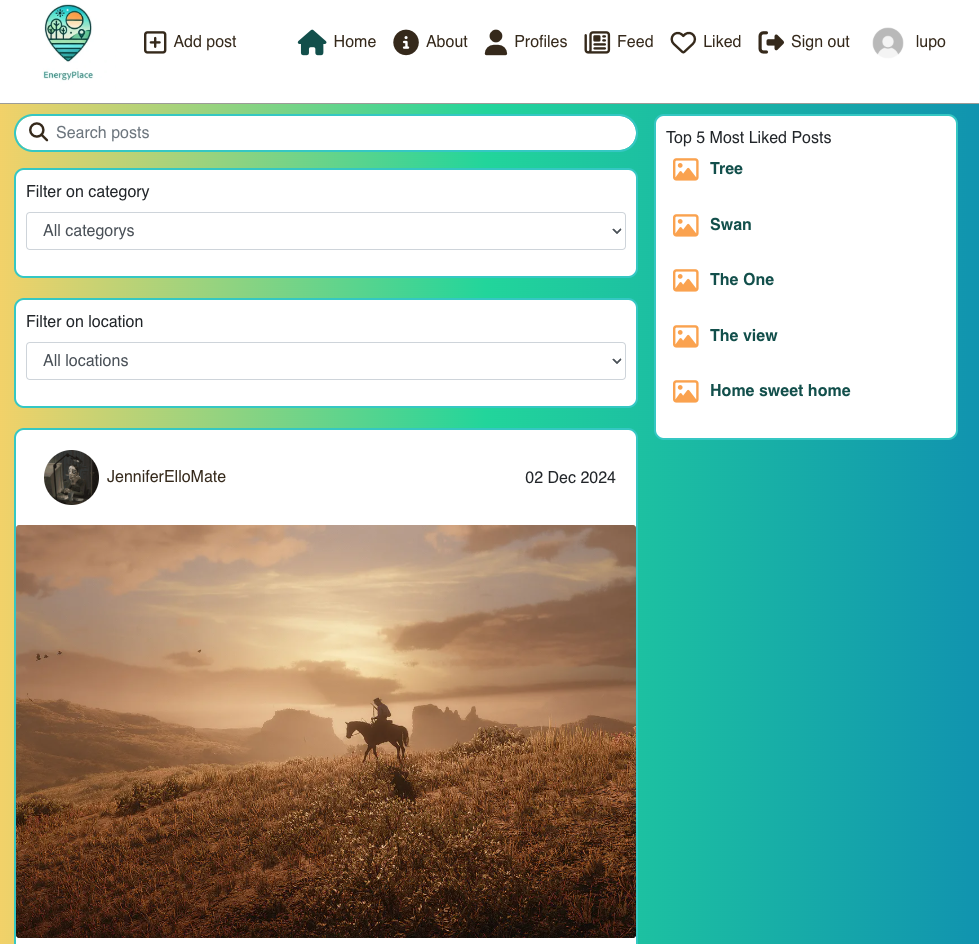 EnergyPlace
Add post
Home
About
Profiles
Feed
Liked
Sign out
lupo
Search posts
Filter on category
All categorys
Filter on location
All locations
JenniferElloMate
02 Dec 2024
Top 5 Most Liked Posts
Tree
Swan
The One
The view
Home sweet home